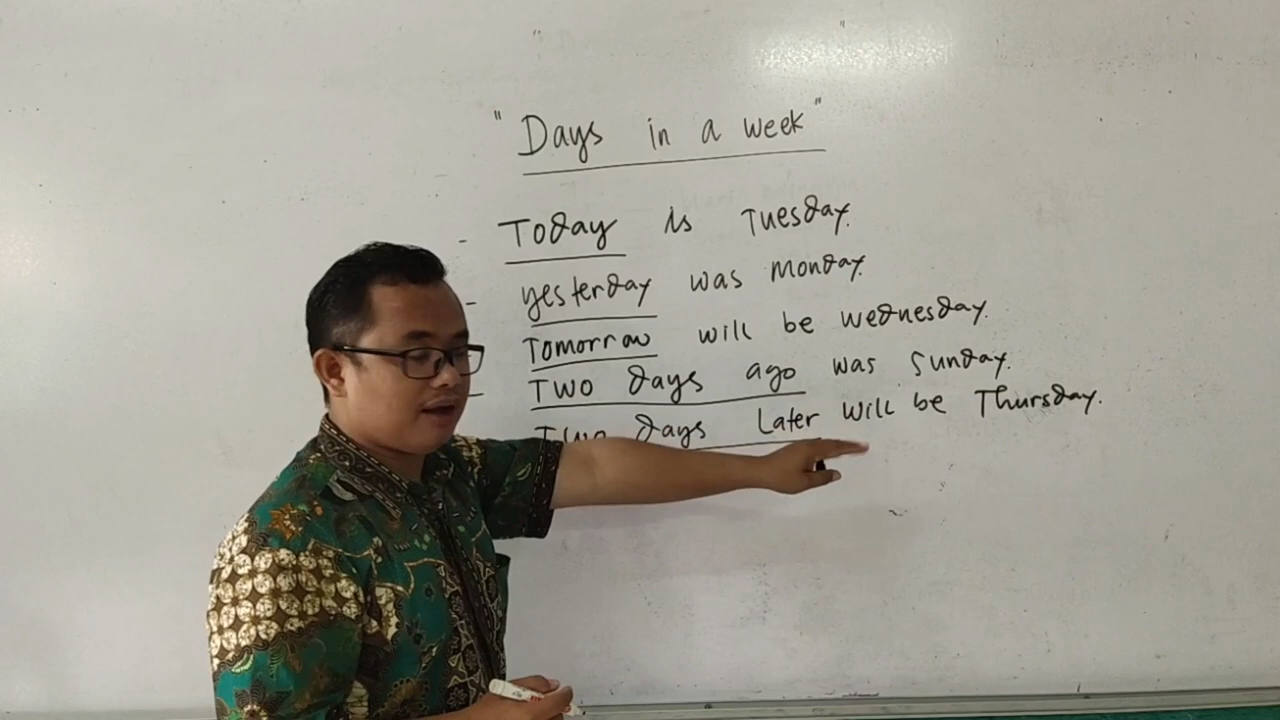 "Days in a week"
- Today is Tuesday.
- yesterday was Monday.
Tomorrow will be Wednesday.
- Two days ago was Sunday.
Two days Later will be Thursday.